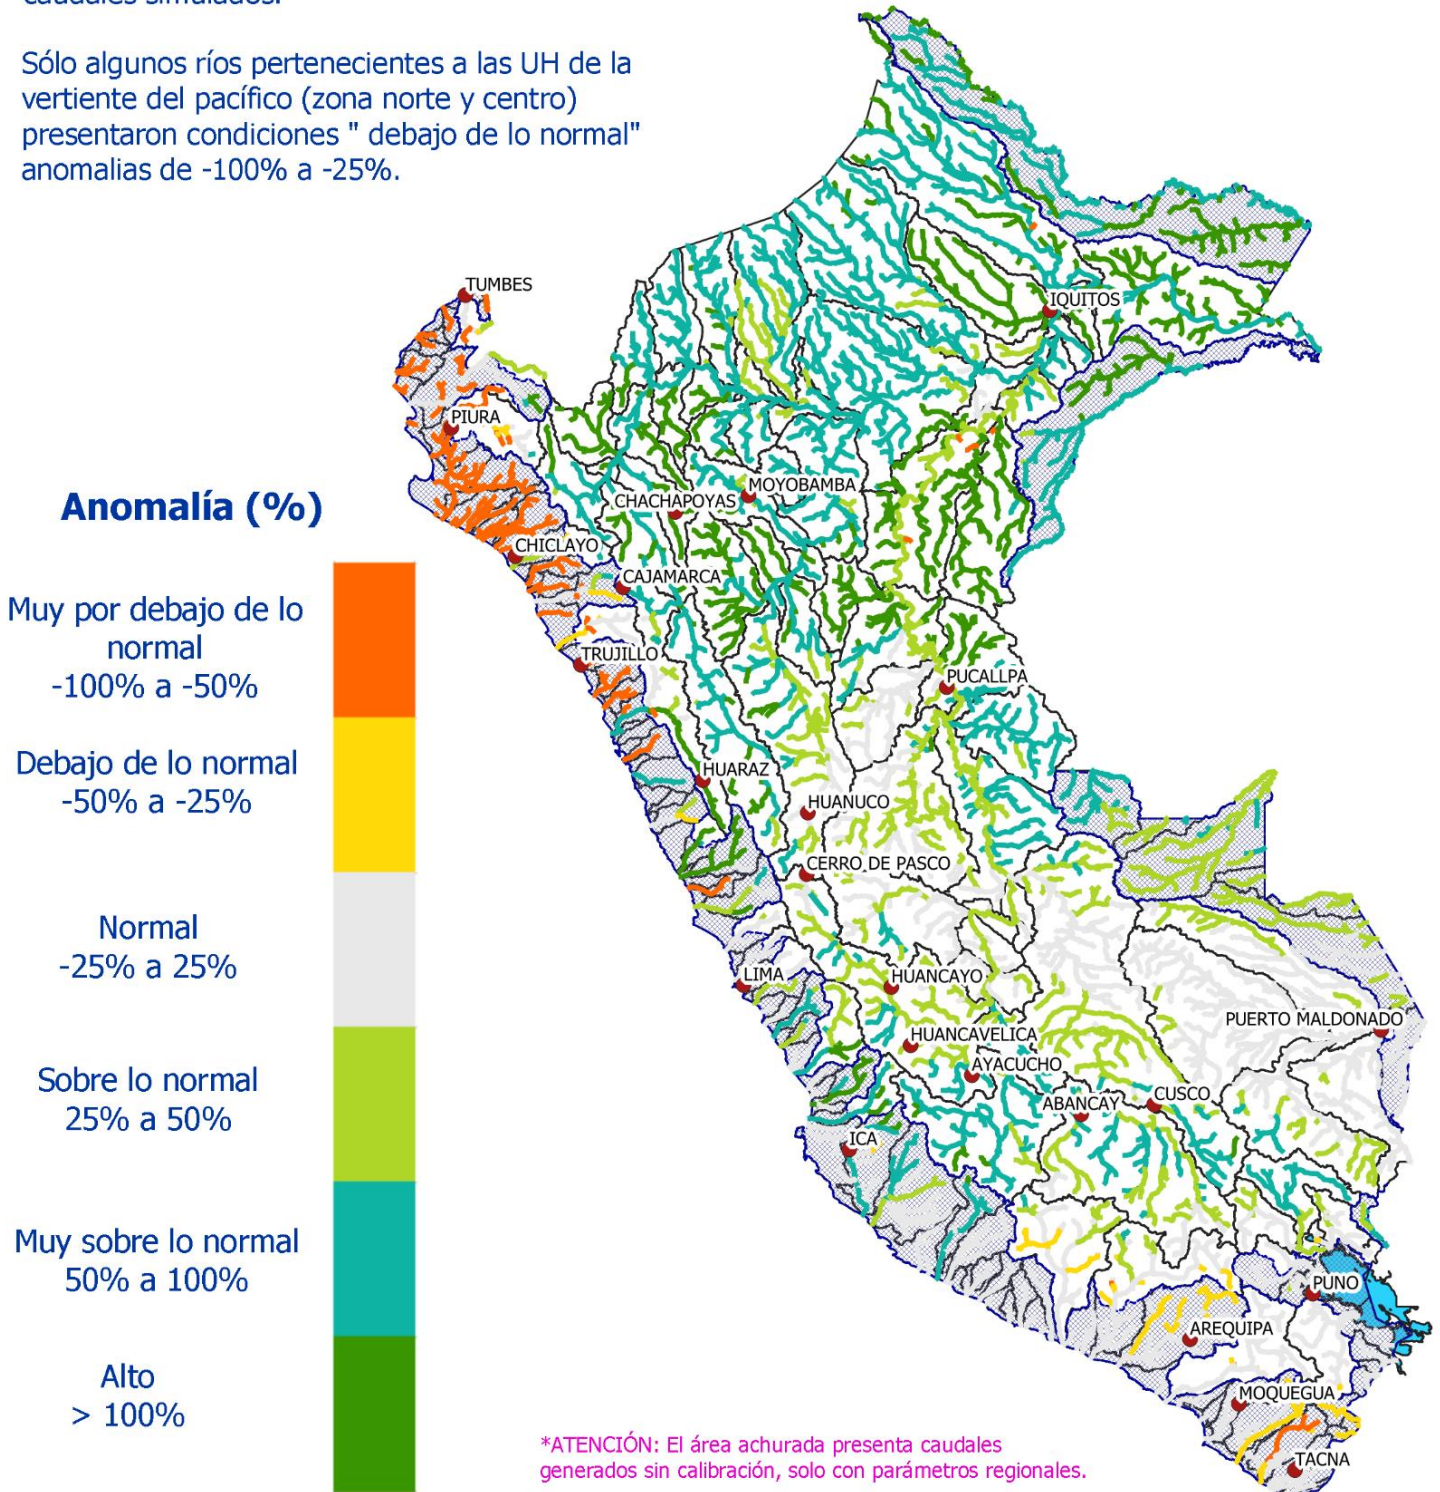 caudales simulados.
Sólo algunos ríos pertenecientes a las UH de la
vertiente del pacífico (zona norte y centro)
presentaron condiciones " debajo de lo normal"
anomalias de -100% a -25%.
TUMBES
IQUITOS
PIURA
MOYOBAMBA
CHACHAPOYAS
Anomalía (%)
CHICLAYO
CAJAMARCA
Muy por debajo de lo
normal
-100% a -50%
TRUJILLO
PUCALLPA
Debajo de lo normal
-50% a -25%
HUARAZ
HUANUCO
CERRO DE PASCO
Normal
-25% a 25%
LIMA
HUANCAYO
PUERTO MALDONADO
HUANCAVELICA
AYACUCHO
Sobre lo normal
25% a 50%
ABANCAY
CUSCO
ICA
Muy sobre lo normal
50% a 100%
PUNO
AREQUIPA
Alto
> 100%
MOQUEGUA
*ATENCIÓN: El área achurada presenta caudales
generados sin calibración, solo con parámetros regionales.
TACNA